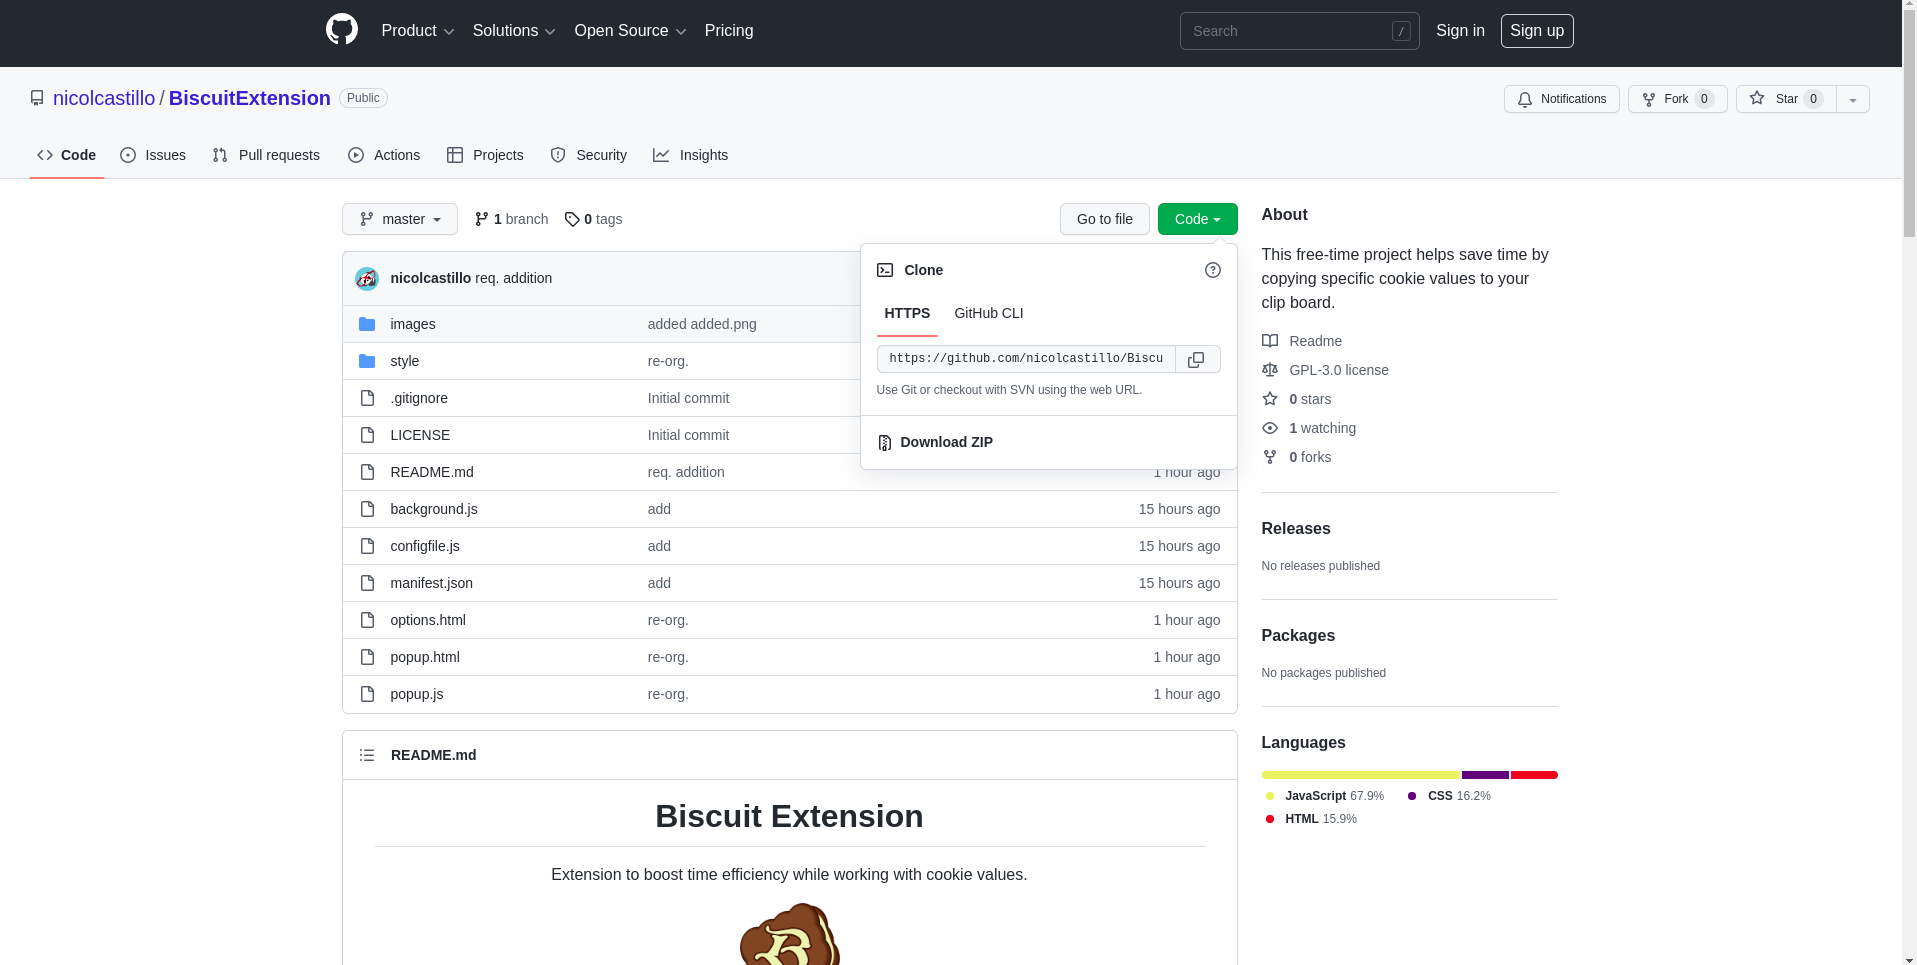 Product Solutions Open Source Pricing Search / Sign in Sign up
nicolcastillo / BiscuitExtension Public Notifications Fork 0 Star 0
Code Issues Pull requests Actions Projects Security Insights
master 1 branch 0 tags Go to file Code
nicolcastillo req. addition
images added added.png
style re-org.
.gitignore Initial commit
LICENSE Initial commit
README.md req. addition 1 hour ago
background.js add 15 hours ago
configfile.js add 15 hours ago
manifest.json add 15 hours ago
options.html re-org. 1 hour ago
popup.html re-org. 1 hour ago
popup.js re-org. 1 hour ago
Clone
HTTPS GitHub CLI
https://github.com/nicolcastillo/Biscu
Use Git or checkout with SVN using the web URL.
Download ZIP
README.md
Biscuit Extension
Extension to boost time efficiency while working with cookie values.
B
About
This free-time project helps save time by
copying specific cookie values to your
clip board.
Readme
GPL-3.0 license
0 stars
1 watching
0 forks
Releases
No releases published
Packages
No packages published
Languages
JavaScript 67.9% CSS 16.2%
HTML 15.9%